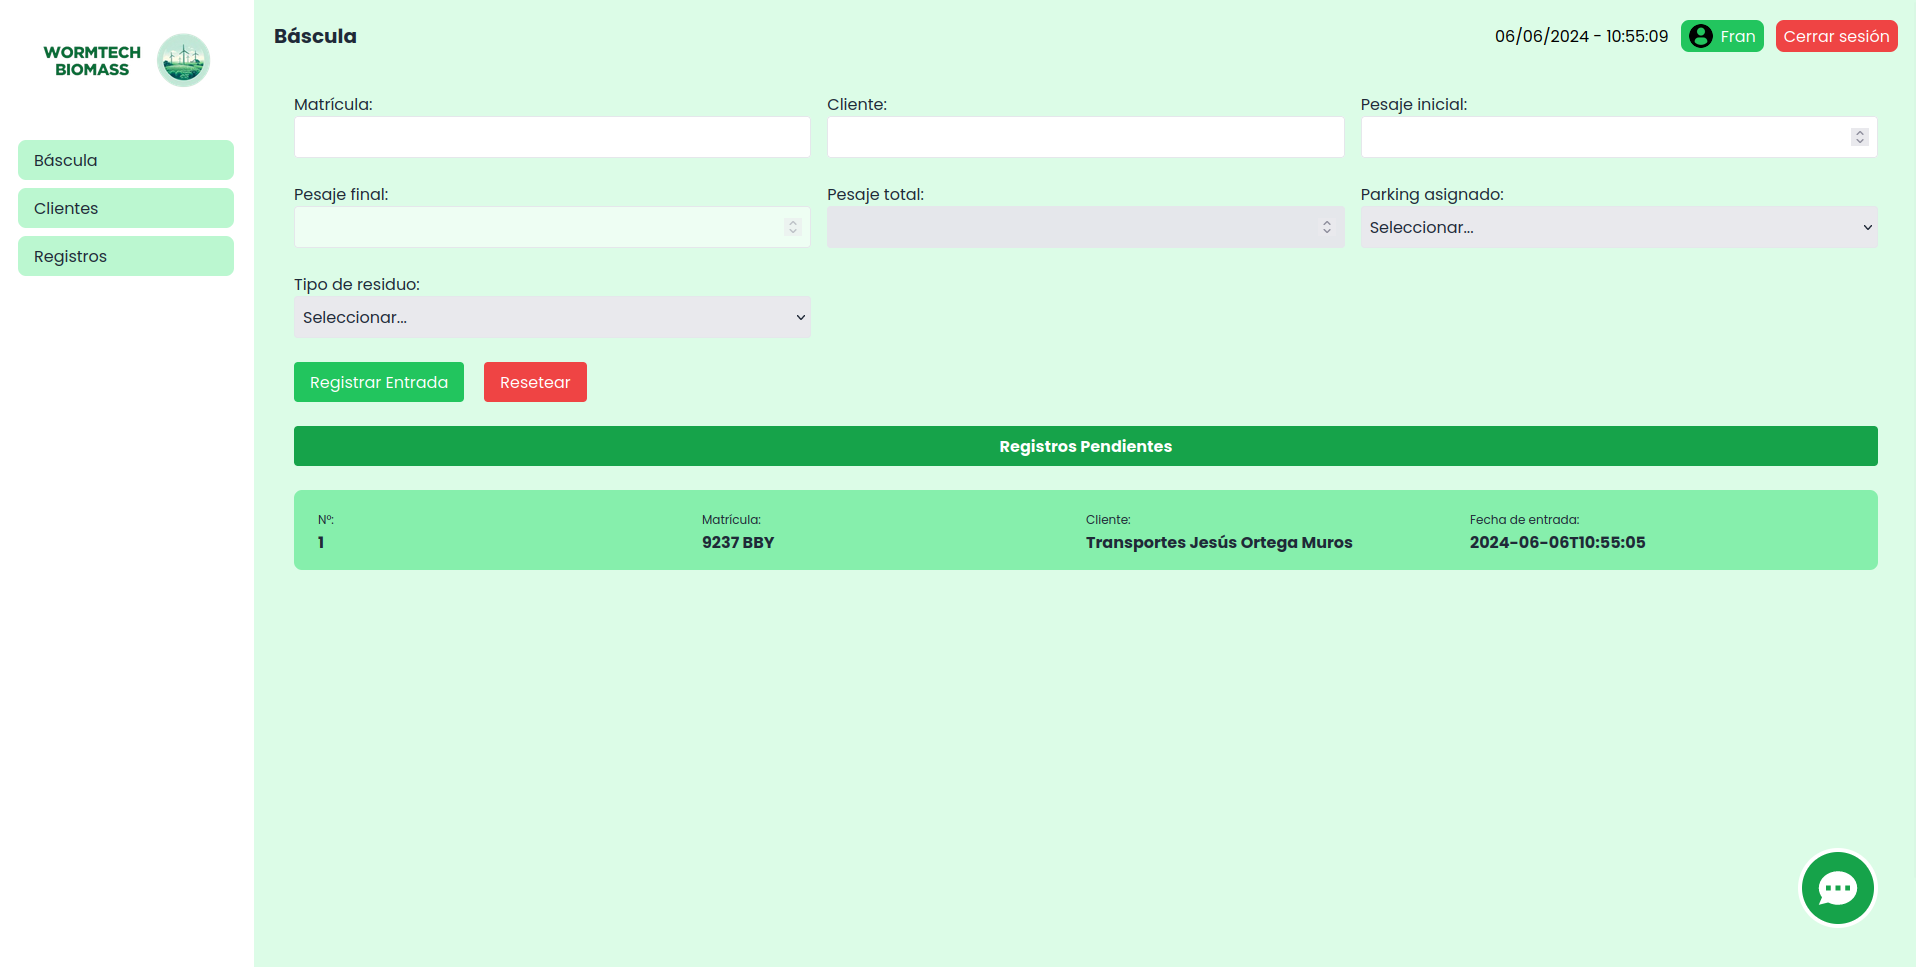 WORMTECH
BIOMASS
Báscula
Clientes
Registros
Báscula
06/06/2024 - 10:55:09
Fran
Cerrar sesión
Matrícula:
Cliente:
Pesaje inicial:
Pesaje final:
Pesaje total:
Parking asignado:
Seleccionar...
Tipo de residuo:
Seleccionar...
Registrar Entrada
Resetear
Registros Pendientes
Nº:
1
Matrícula:
9237 BBY
Cliente:
Transportes Jesús Ortega Muros
Fecha de entrada:
2024-06-06T10:55:05